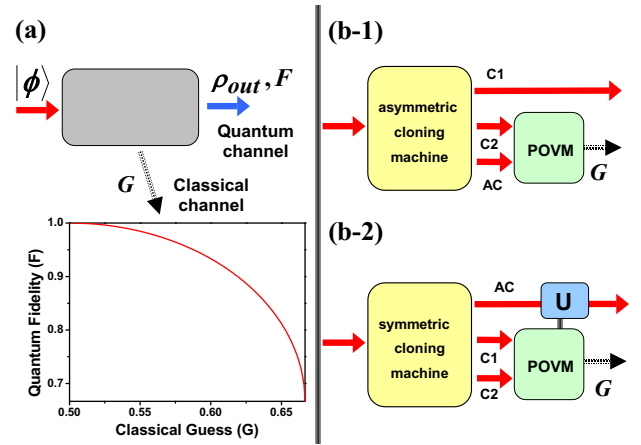 (a)
|ϕ⟩
ρout , F
Quantum
channel
G
Classical
channel
Quantum Fidelity (F)
1.0
0.9
0.8
0.7
0.50
0.55
0.60
0.65
Classical Guess (G)
(b-1)
asymmetric
cloning
machine
C1
C2
AC
POVM
G
(b-2)
symmetric
cloning
machine
AC
U
C1
C2
POVM
G